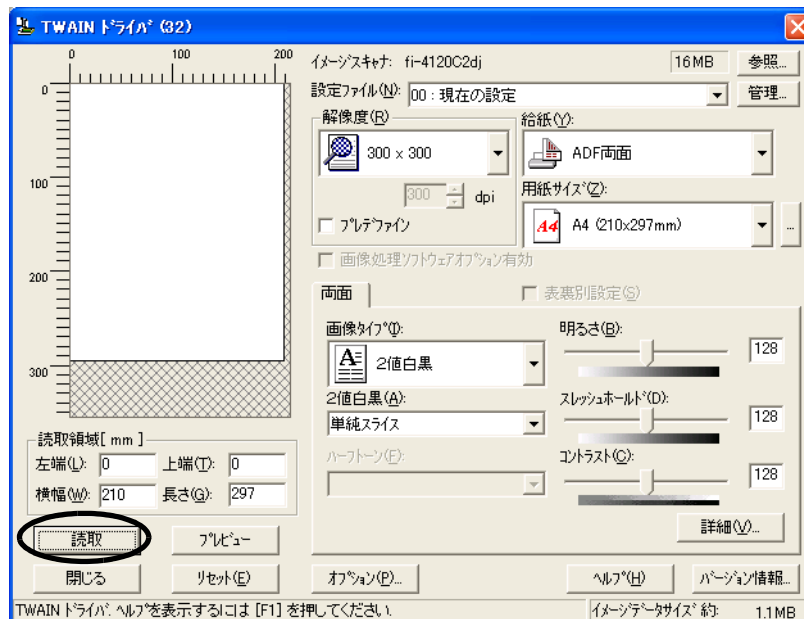 TWAIN ﾄﾞﾗｲﾊﾞ (32)
0 100 200
0
100
200
300
イメージスキャナ: fi-4120C2dj 16MB 参照...
設定ファイル(N): 00 : 現在の設定 管理...
解像度(R)
300 x 300
300 dpi
ﾌﾟﾚﾃﾞﾌｧｲﾝ
給紙(Y):
ADF両面
用紙ｻｲｽﾞ(Z):
A4 A4 (210x297mm) ...
画像処理ｿﾌﾄｳｪｱｵﾌﾟｼｮﾝ有効
両面 表裏別設定(S)
画像ﾀｲﾌﾟ(I):
2値白黒
2値白黒(A):
単純ｽﾗｲｽ
ﾊｰﾌﾄｰﾝ(F):
明るさ(B):
128
ｽﾚｯｼｭﾎｰﾙﾄﾞ(D):
128
ｺﾝﾄﾗｽﾄ(C):
128
詳細(V)...
読取領域[ mm ]
左端(L): 0 上端(T): 0
横幅(W): 210 長さ(G): 297
読取 ﾌﾟﾚﾋﾞｭｰ
閉じる ﾘｾｯﾄ(E) ｵﾌﾟｼｮﾝ(P)... ﾍﾙﾌﾟ(H) ﾊﾞｰｼﾞｮﾝ情報...
TWAIN ﾄﾞﾗｲﾊﾞ. ﾍﾙﾌﾟを表示するには [F1] を押してください. ｲﾒｰｼﾞﾃﾞｰﾀｻｲｽﾞ 約: 1.1MB